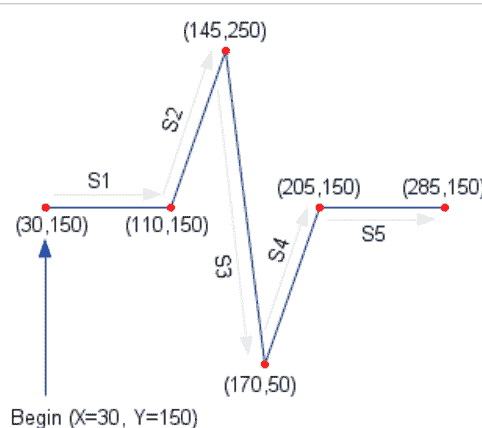 (145,250)
S2
S1
(205,150)
(285,150)
(30,150)
(110,150)
S3
S4
S5
(170,50)
Begin (X=30, Y=150)